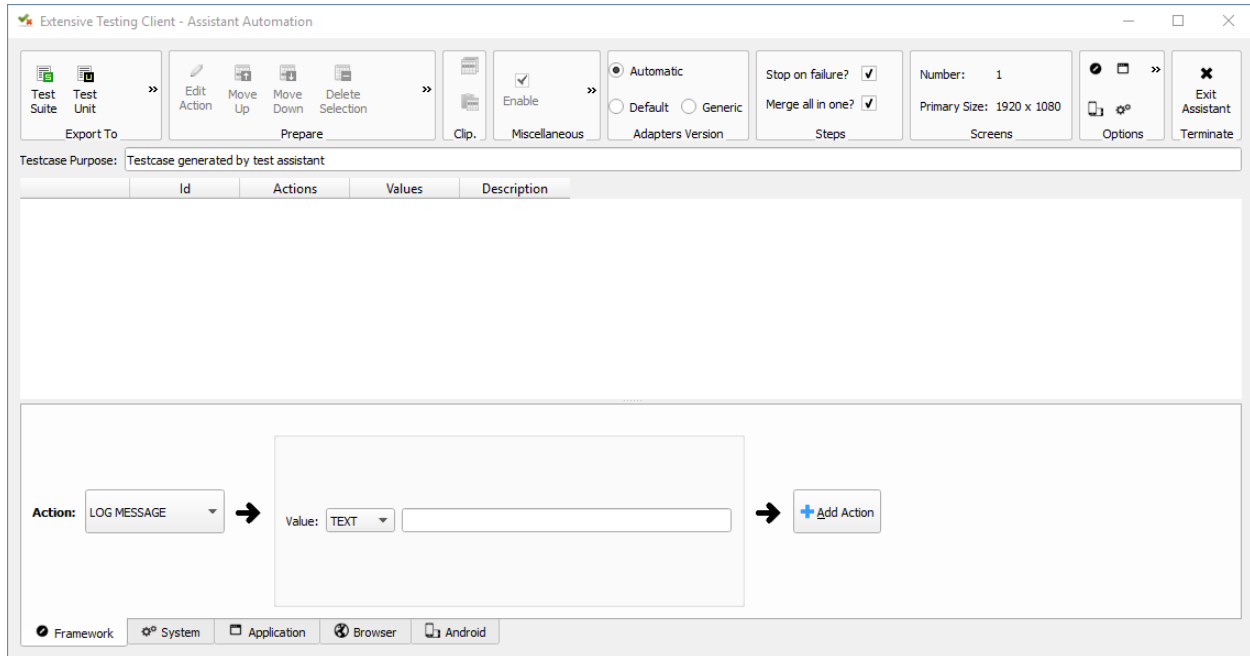 Extensive Testing Client - Assistant Automation
Test Suite
Test Unit
»
Export To
Edit Action
Move Up
Move Down
Delete Selection
»
Prepare
Clip.
Enable
»
Miscellaneous
Automatic
Default Generic
Adapters Version
Stop on failure?
Merge all in one?
Steps
Number: 1
Primary Size: 1920 x 1080
Screens
»
Options
Exit Assistant
Terminate
Testcase Purpose: Testcase generated by test assistant
Id Actions Values Description
Action: LOG MESSAGE Value: TEXT Add Action
Framework System Application Browser Android